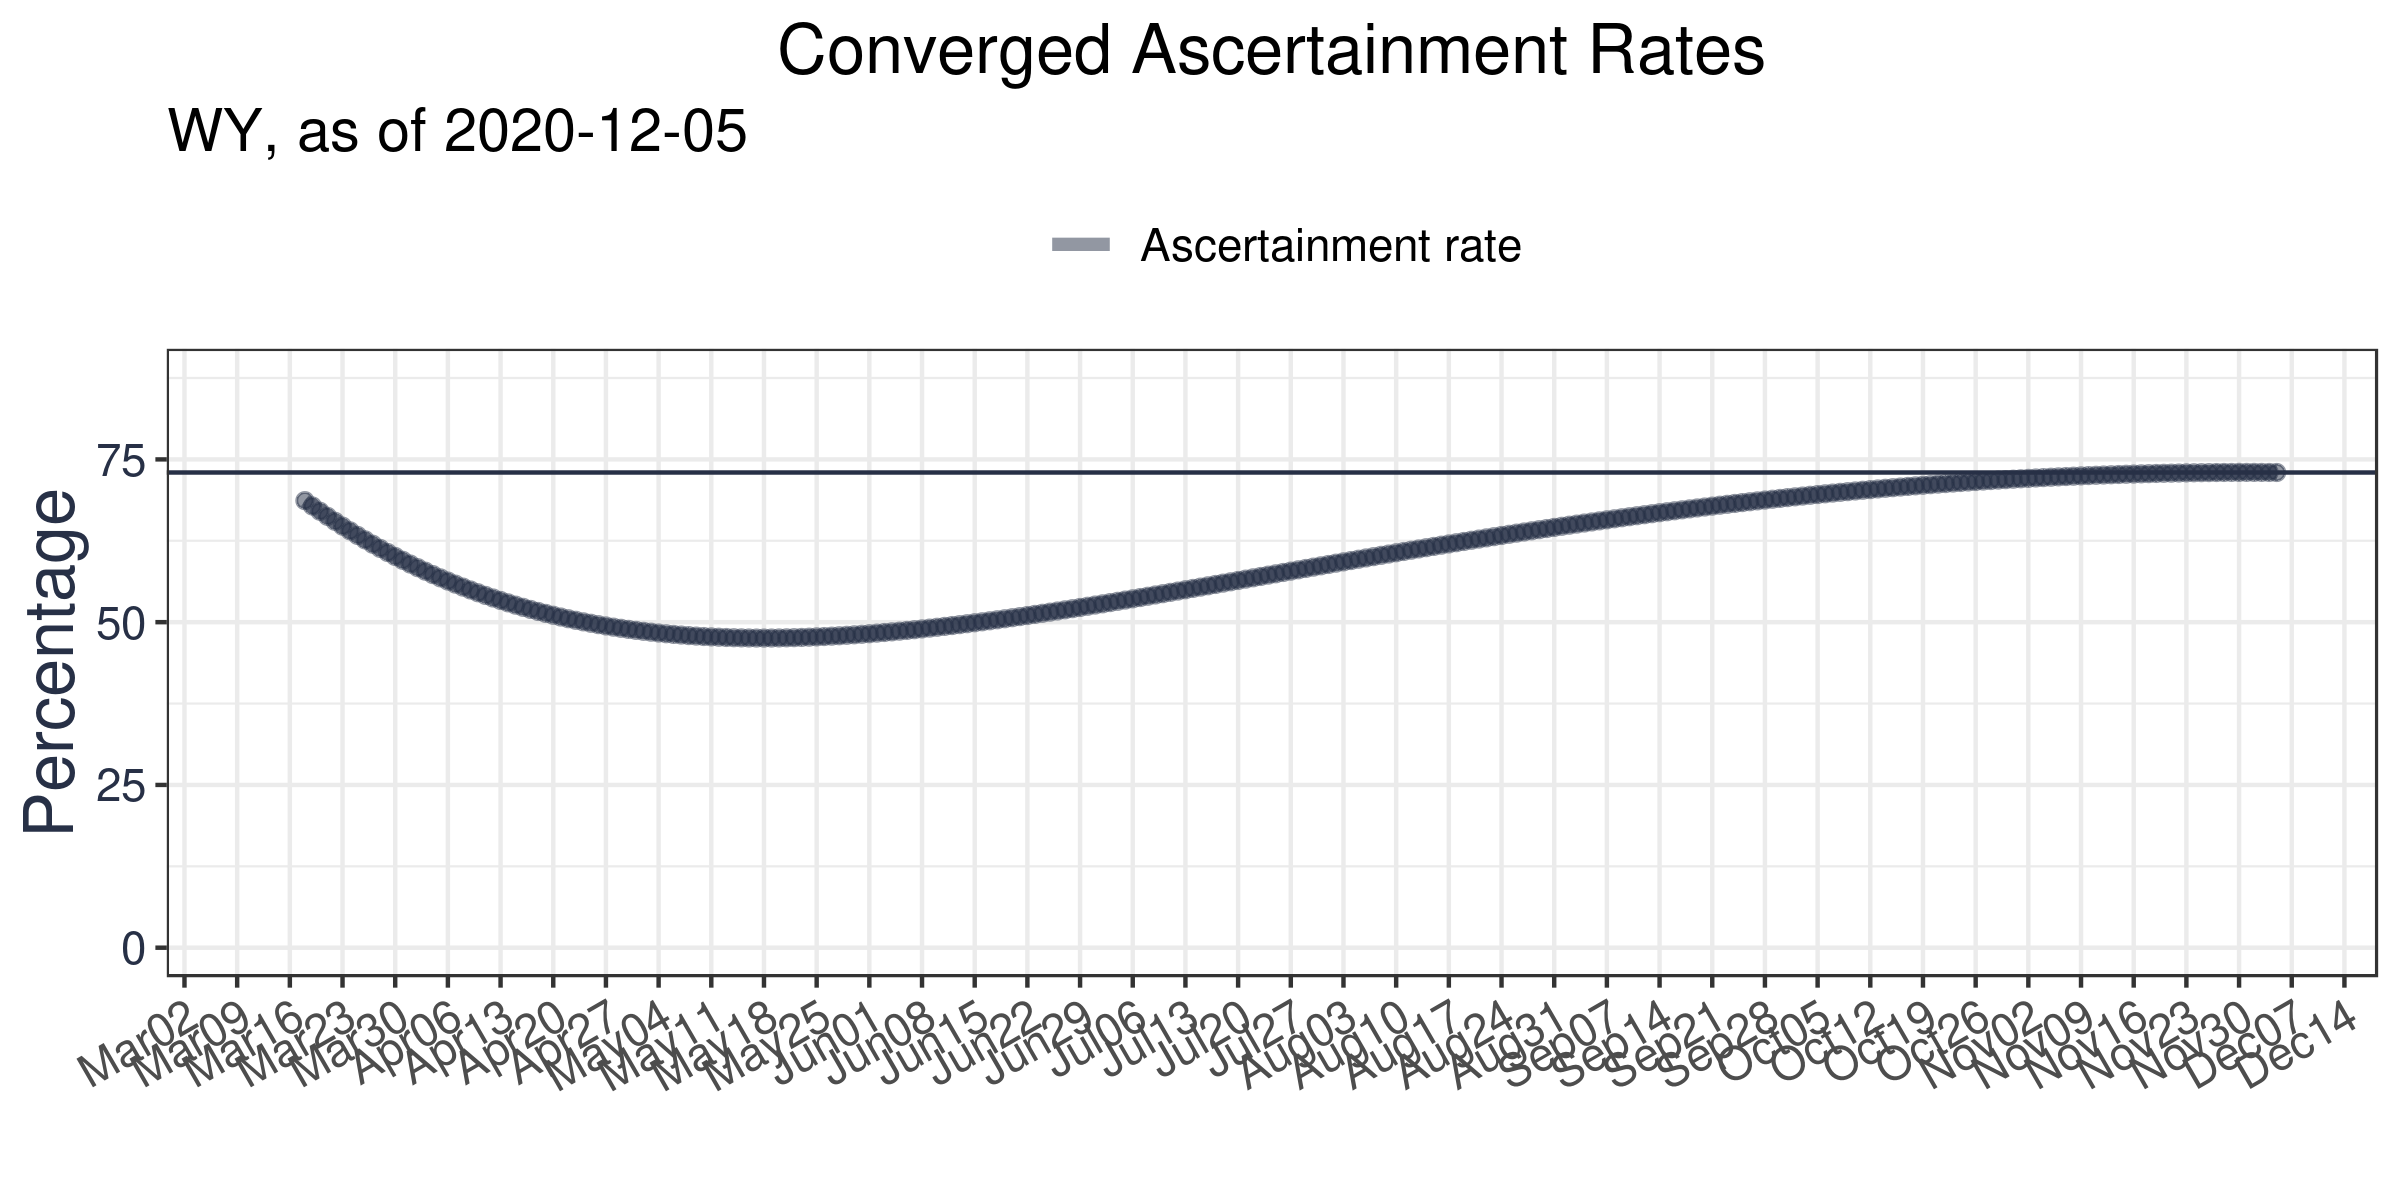 Converged Ascertainment Rates
WY, as of 2020-12-05
Ascertainment rate
Percentage
75
50
25
0
Mar02
Mar09
Mar16
Mar23
Mar30
Apr06
Apr13
Apr20
Apr27
May04
May11
May18
May25
Jun01
Jun08
Jun15
Jun22
Jun29
Jul06
Jul13
Jul20
Jul27
Aug03
Aug10
Aug17
Aug24
Aug31
Sep07
Sep14
Sep21
Sep28
Oct05
Oct12
Oct19
Oct26
Nov02
Nov09
Nov16
Nov23
Nov30
Dec07
Dec14